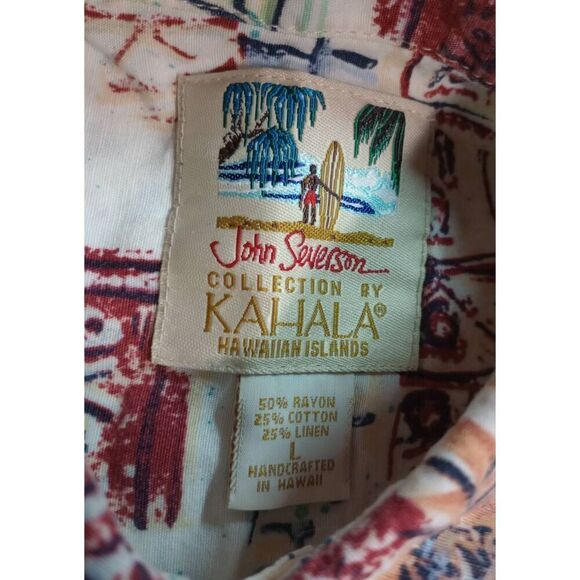 John Severson
COLLECTION BY
KAHALA®
HAWAIIAN ISLANDS
50% RAYON
25% COTTON
25% LINEN
L
HANDCRAFTED
IN HAWAII